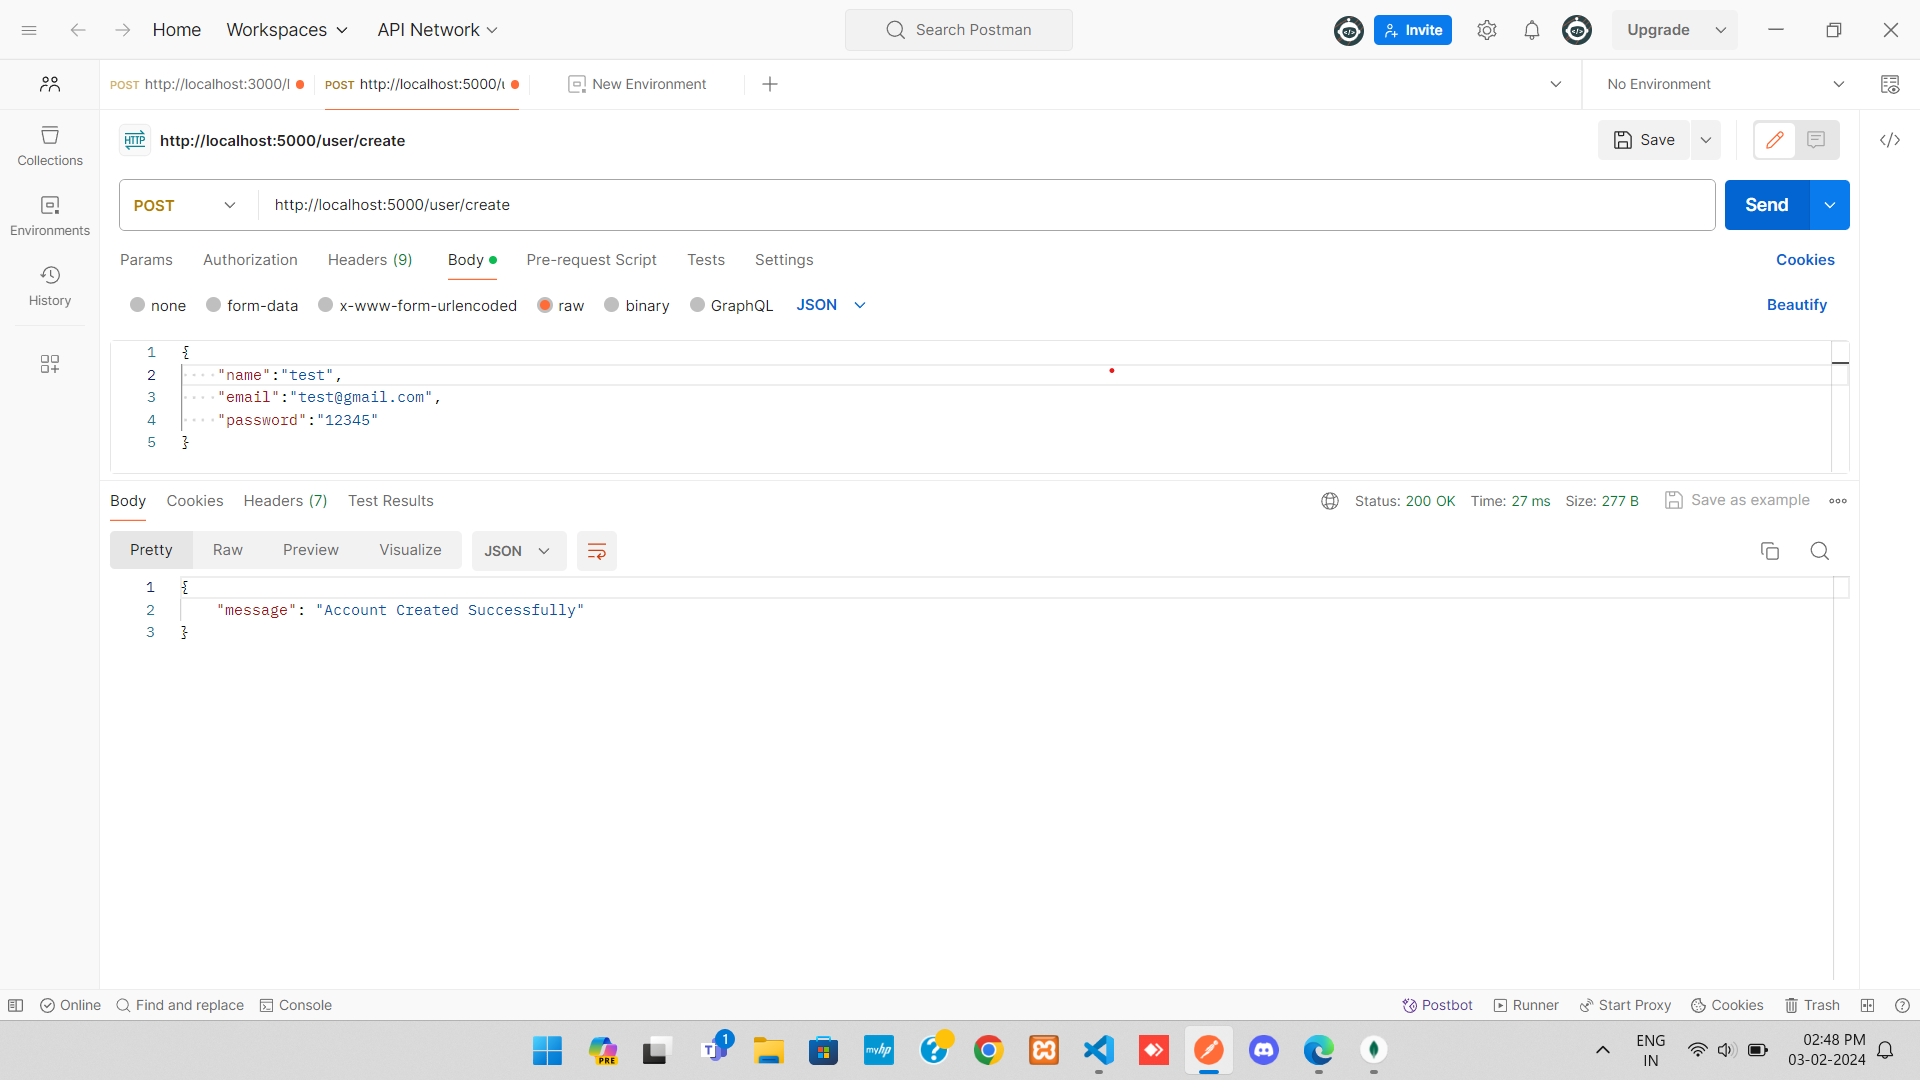 Home Workspaces API Network Search Postman Invite Upgrade
POST http://localhost:3000/l POST http://localhost:5000/u New Environment No Environment
HTTP http://localhost:5000/user/create Save
Collections
Environments
History
POST http://localhost:5000/user/create Send
Params Authorization Headers (9) Body Pre-request Script Tests Settings Cookies
none form-data x-www-form-urlencoded raw binary GraphQL JSON Beautify
1 {
2 "name":"test",
3 "email":"test@gmail.com",
4 "password":"12345"
5 }
Body Cookies Headers (7) Test Results Status: 200 OK Time: 27 ms Size: 277 B Save as example
Pretty Raw Preview Visualize JSON
1 {
2 "message": "Account Created Successfully"
3 }
Online Find and replace Console Postbot Runner Start Proxy Cookies Trash
PRE T 1 myhp ? ENG 02:48 PM
IN 03-02-2024